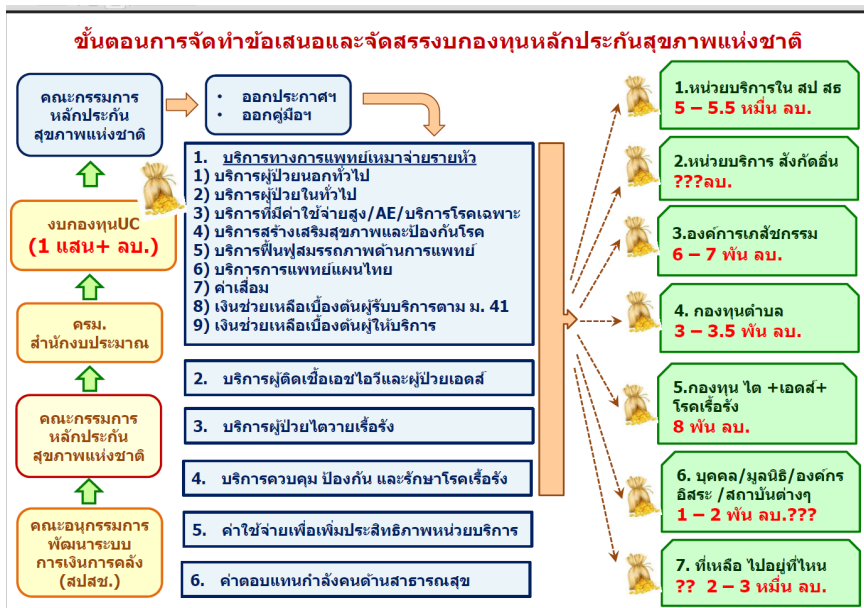 ขั้นตอนการจัดทำข้อเสนอและจัดสรรงบกองทุนหลักประกันสุขภาพแห่งชาติ
คณะกรรมการ
หลักประกัน
สุขภาพแห่งชาติ
• ออกประกาศฯ
• ออกคู่มือฯ
งบกองทุนUC
(1 แสน+ ลบ.)
ครม.
สำนักงบประมาณ
คณะกรรมการ
หลักประกัน
สุขภาพแห่งชาติ
คณะอนุกรรมการ
พัฒนาระบบ
การเงินการคลัง
(สปสช.)
1. บริการทางการแพทย์เหมาจ่ายรายหัว
1) บริการผู้ป่วยนอกทั่วไป
2) บริการผู้ป่วยในทั่วไป
3) บริการที่มีค่าใช้จ่ายสูง/AE/บริการโรคเฉพาะ
4) บริการสร้างเสริมสุขภาพและป้องกันโรค
5) บริการฟื้นฟูสมรรถภาพด้านการแพทย์
6) บริการการแพทย์แผนไทย
7) ค่าเสื่อม
8) เงินช่วยเหลือเบื้องต้นผู้รับบริการตาม ม. 41
9) เงินช่วยเหลือเบื้องต้นผู้ให้บริการ
2. บริการผู้ติดเชื้อเอชไอวีและผู้ป่วยเอดส์
3. บริการผู้ป่วยไตวายเรื้อรัง
4. บริการควบคุม ป้องกัน และรักษาโรคเรื้อรัง
5. ค่าใช้จ่ายเพื่อเพิ่มประสิทธิภาพหน่วยบริการ
6. ค่าตอบแทนกำลังคนด้านสาธารณสุข
1.หน่วยบริการใน สป สธ
5 – 5.5 หมื่น ลบ.
2.หน่วยบริการ สังกัดอื่น
???ลบ.
3.องค์การเภสัชกรรม
6 – 7 พัน ลบ.
4. กองทุนตำบล
3 – 3.5 พัน ลบ.
5.กองทุน ไต +เอดส์+
โรคเรื้อรัง
8 พัน ลบ.
6. บุคคล/มูลนิธิ/องค์กร
อิสระ /สถาบันต่างๆ
1 – 2 พัน ลบ.???
7. ที่เหลือ ไปอยู่ที่ไหน
?? 2 – 3 หมื่น ลบ.